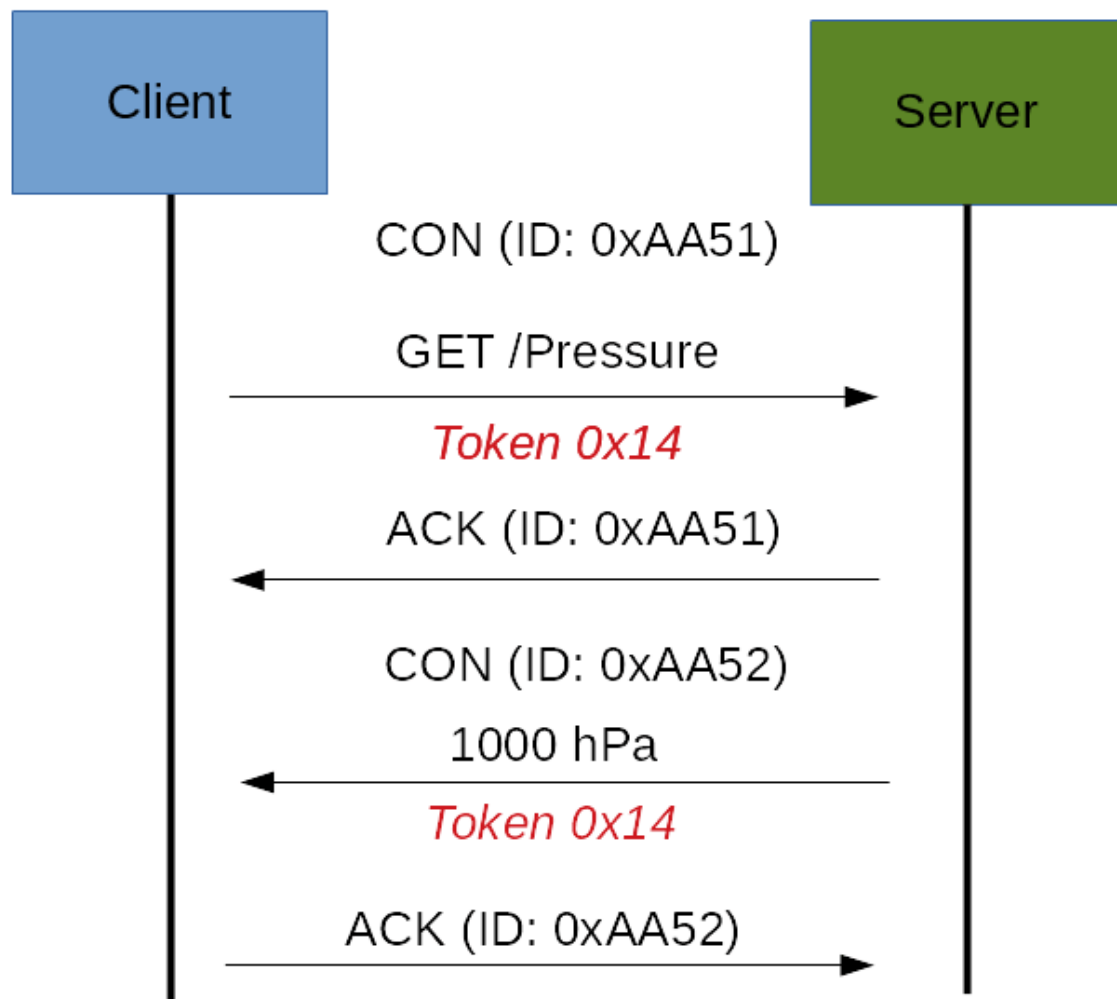 Client
Server
CON (ID: 0xAA51)
GET /Pressure
Token 0x14
ACK (ID: 0xAA51)
CON (ID: 0xAA52)
1000 hPa
Token 0x14
ACK (ID: 0xAA52)